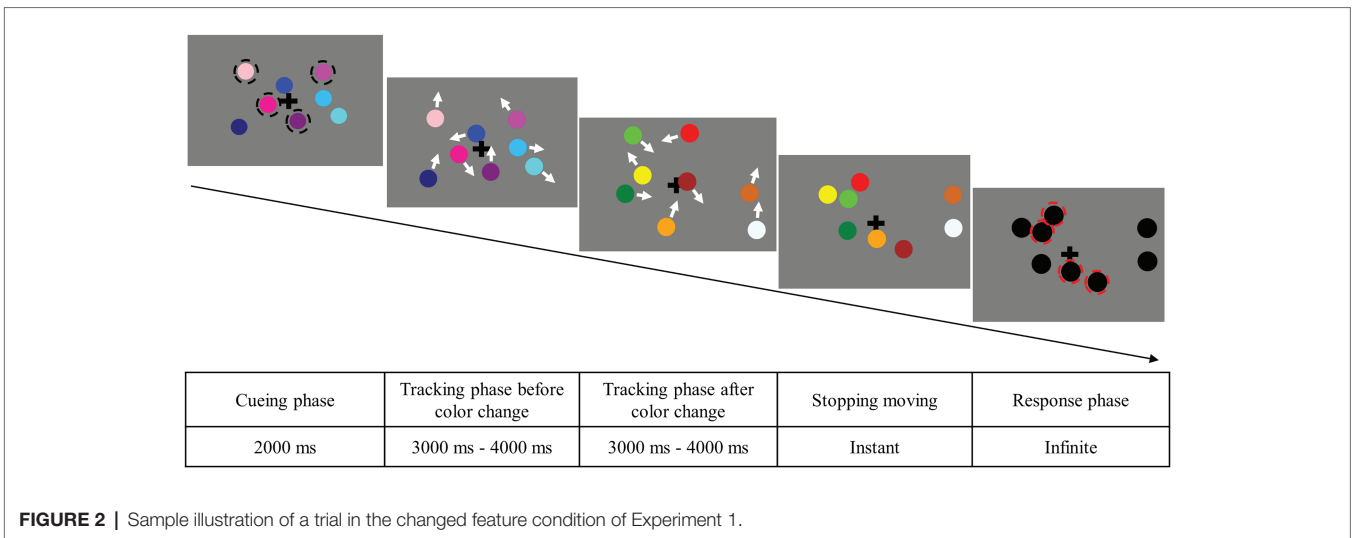 Cueing phase
Tracking phase before
color change
Tracking phase after
color change
Stopping moving
Response phase
2000 ms
3000 ms - 4000 ms
3000 ms - 4000 ms
Instant
Infinite
FIGURE 2 | Sample illustration of a trial in the changed feature condition of Experiment 1.